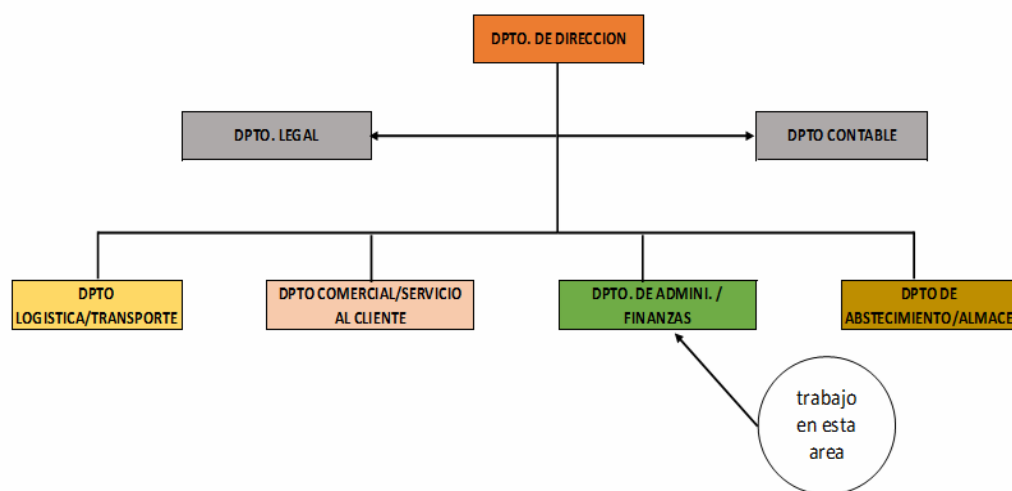 DPTO. DE DIRECCION
DPTO. LEGAL
DPTO CONTABLE
DPTO
LOGISTICA/TRANSPORTE
DPTO COMERCIAL/SERVICIO
AL CLIENTE
DPTO. DE ADMINI. /
FINANZAS
DPTO DE
ABSTECIMIENTO/ALMACE
trabajo
en esta
area